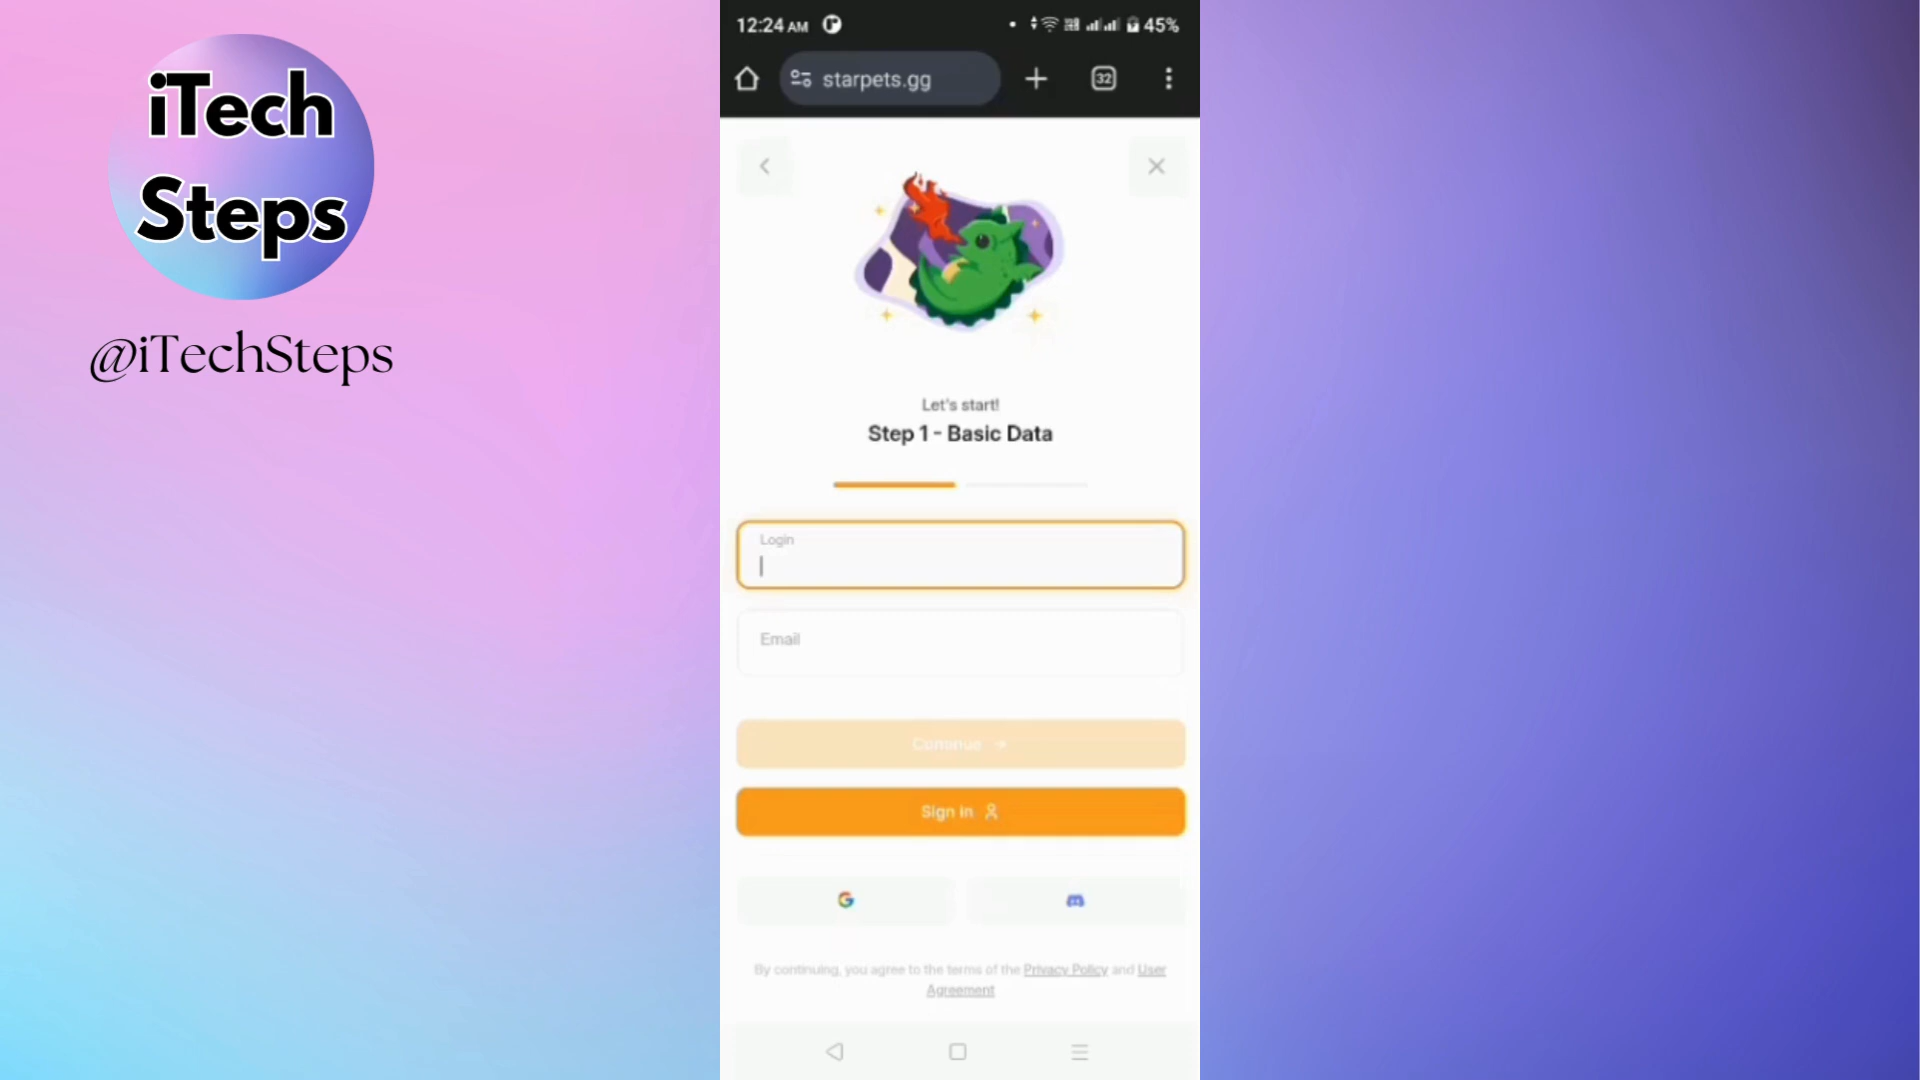 iTech
Steps
@iTechSteps
12:24 AM
45%
starpets.gg
32
Let's start!
Step 1 - Basic Data
Login
Email
Continue →
Sign in
By continuing, you agree to the terms of the Privacy Policy and User
Agreement